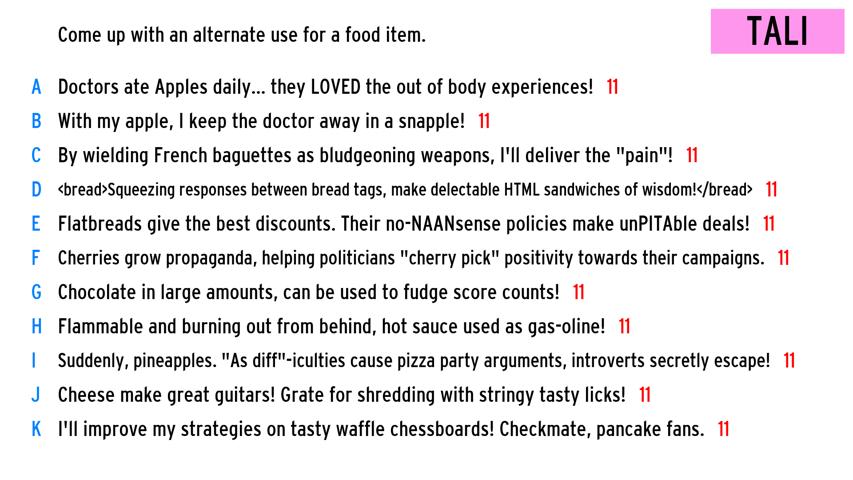 Come up with an alternate use for a food item.
TALI
A Doctors ate Apples daily... they LOVED the out of body experiences! 11
B With my apple, I keep the doctor away in a snapple! 11
C By wielding French baguettes as bludgeoning weapons, I'll deliver the "pain"! 11
D <bread>Squeezing responses between bread tags, make delectable HTML sandwiches of wisdom!</bread> 11
E Flatbreads give the best discounts. Their no-NAANsense policies make unPITAble deals! 11
F Cherries grow propaganda, helping politicians "cherry pick" positivity towards their campaigns. 11
G Chocolate in large amounts, can be used to fudge score counts! 11
H Flammable and burning out from behind, hot sauce used as gas-oline! 11
I Suddenly, pineapples. "As diff"-iculties cause pizza party arguments, introverts secretly escape! 11
J Cheese make great guitars! Grate for shredding with stringy tasty licks! 11
K I'll improve my strategies on tasty waffle chessboards! Checkmate, pancake fans. 11